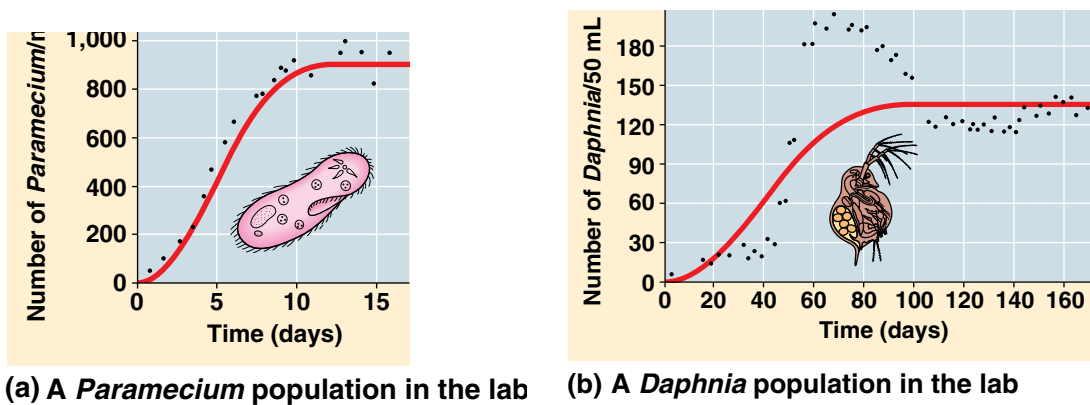 1,000
800
600
400
200
0
0 5 10 15
Number of Paramecium/
Time (days)
(a) A Paramecium population in the lab
180
150
120
90
60
30
0
0 20 40 60 80 100 120 140 160
Number of Daphnia/50 mL
Time (days)
(b) A Daphnia population in the lab